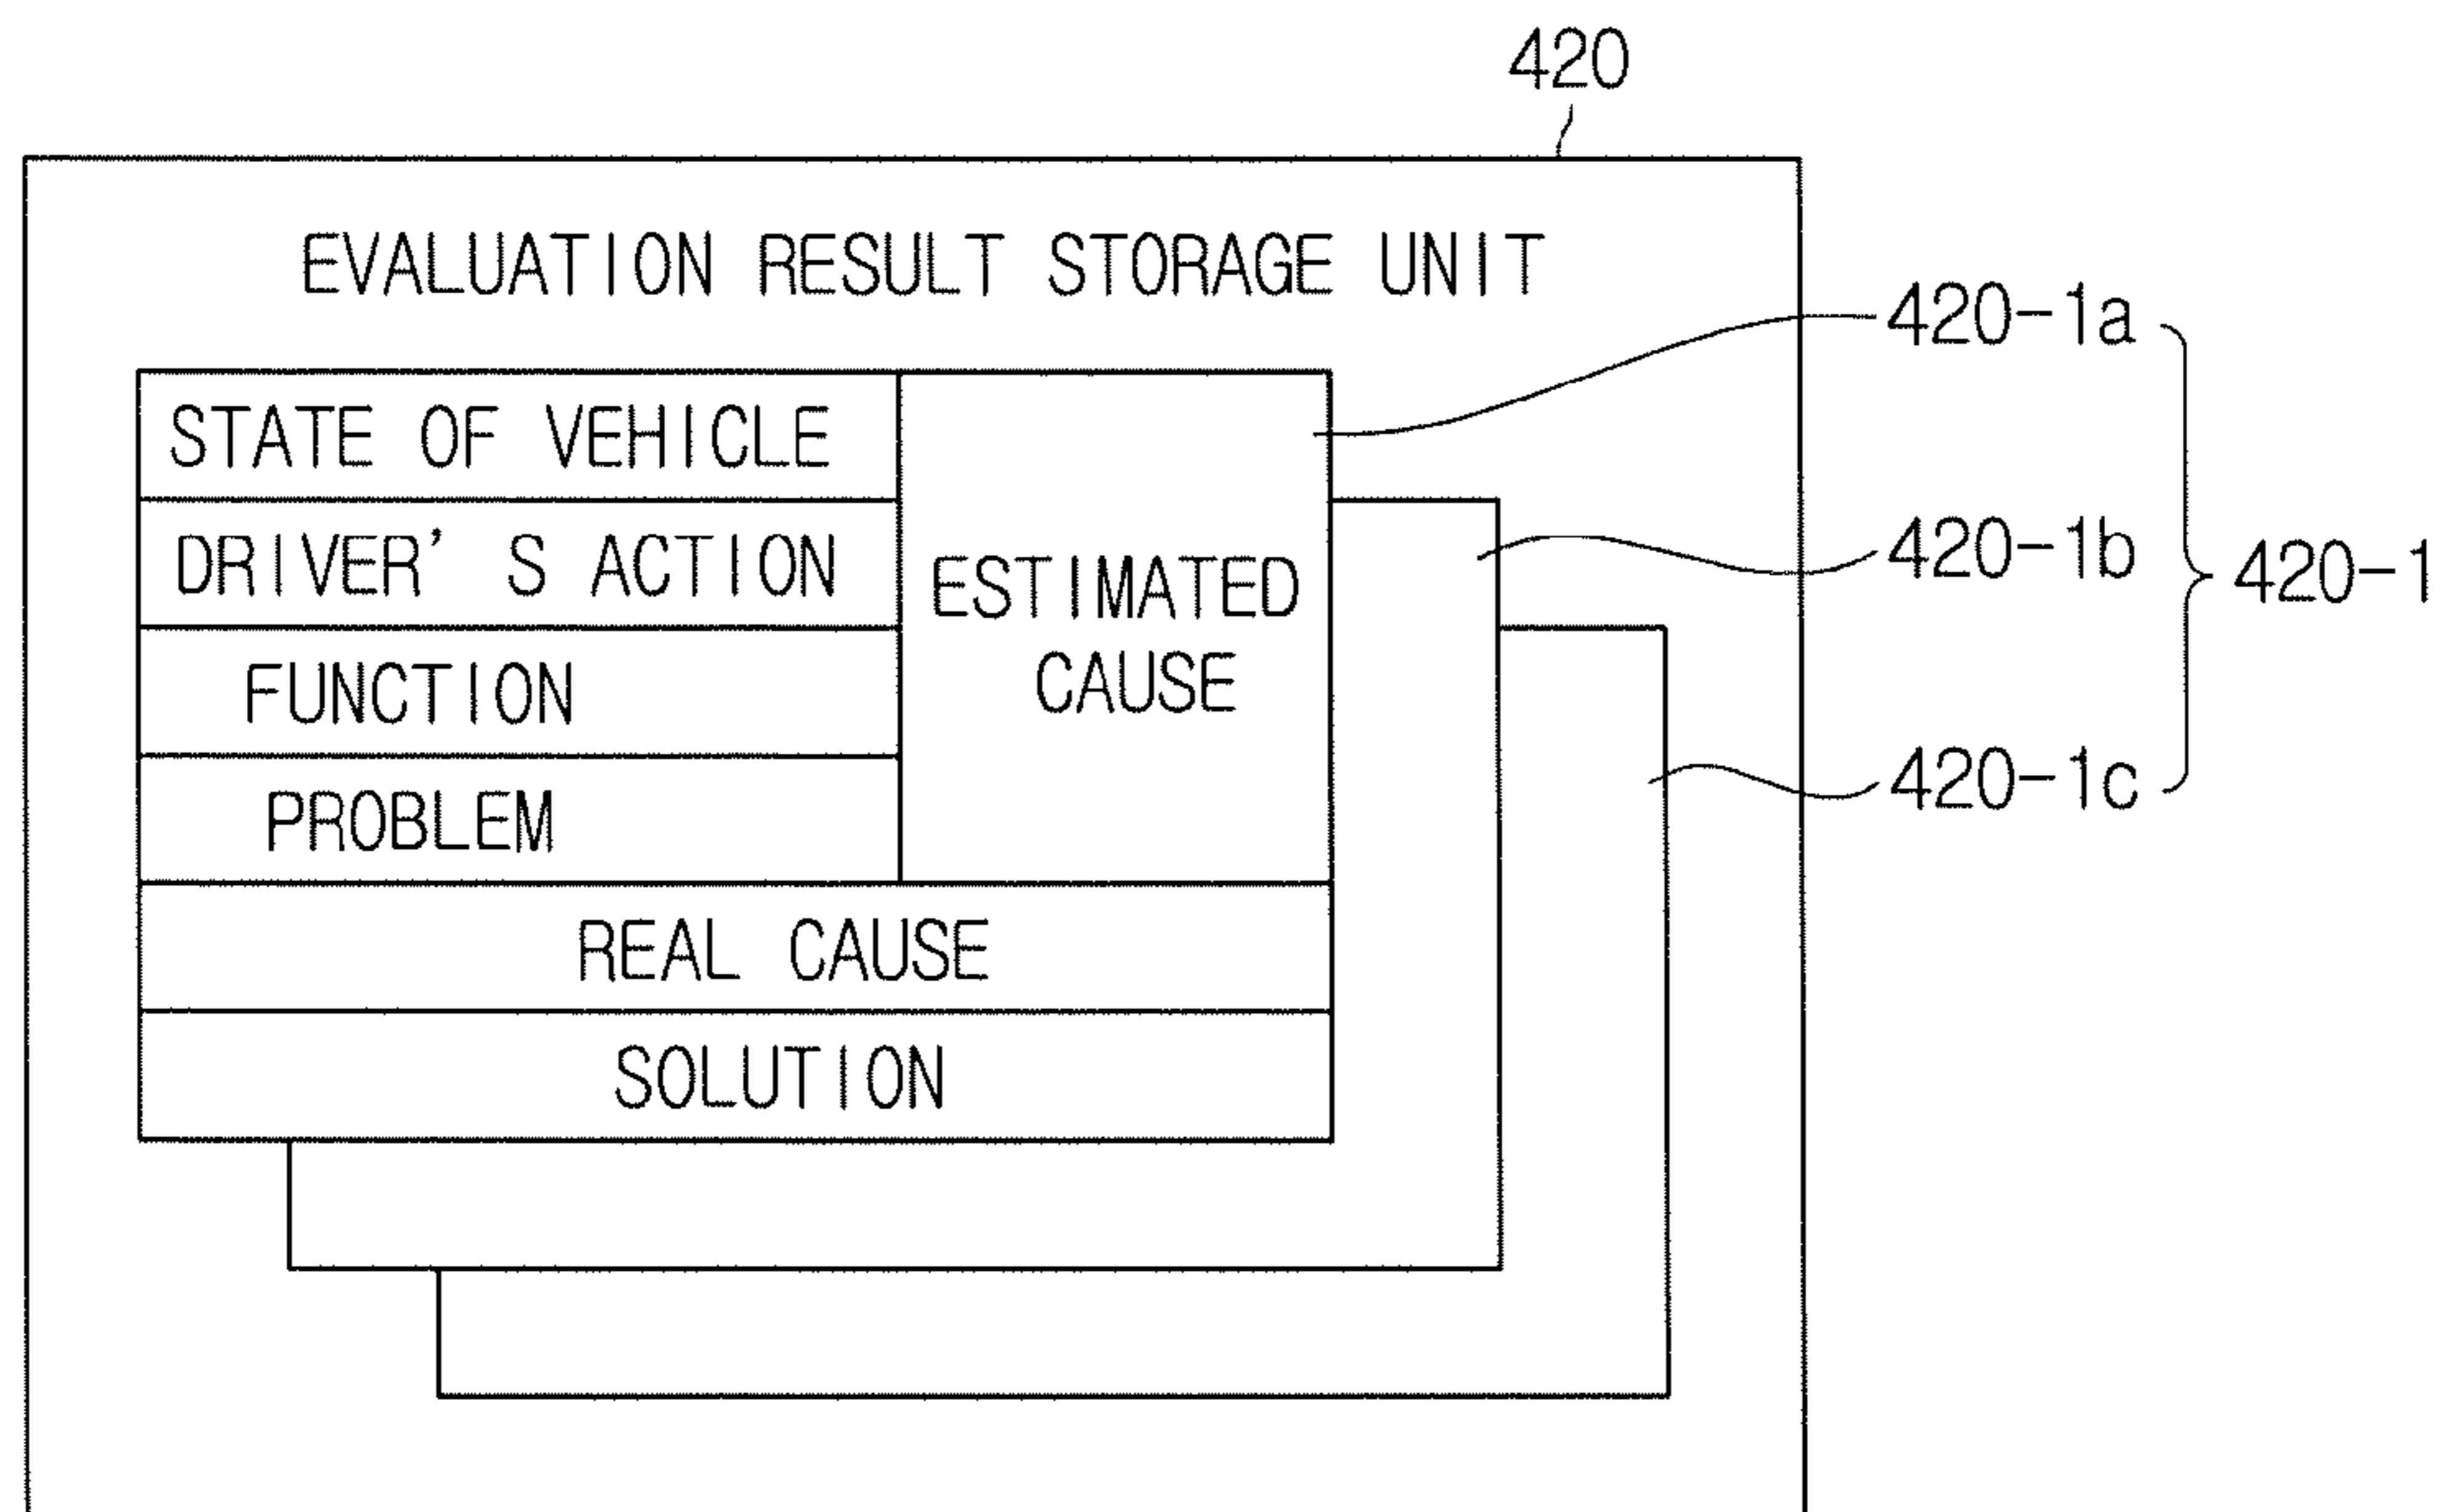 420
EVALUATION RESULT STORAGE UNIT
420-1a
STATE OF VEHICLE
DRIVER' S ACTION
420-1b
420-1
ESTIMATED
CAUSE
FUNCTION
420-1c
PROBLEM
REAL CAUSE
SOLUTION